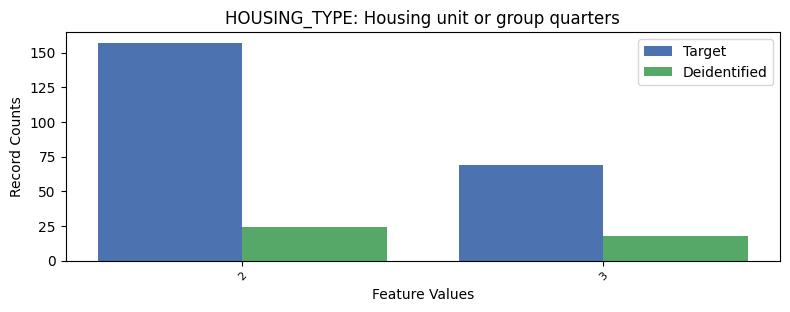 HOUSING_TYPE: Housing unit or group quarters
Target
Deidentified
Record Counts
150
125
100
75
50
25
0
2
3
Feature Values